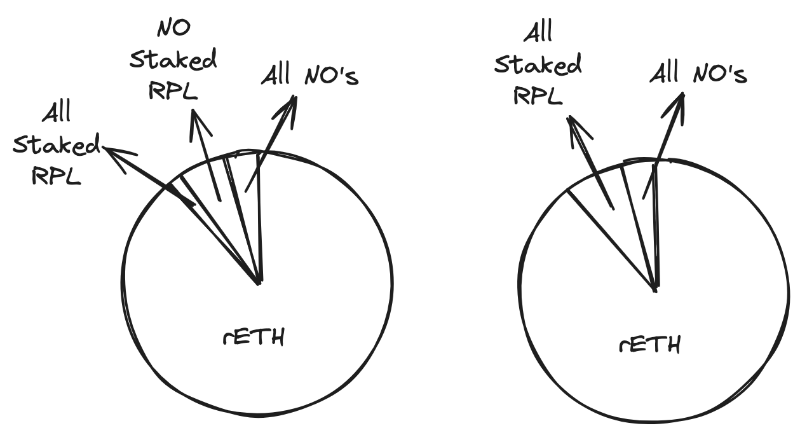 NO
Staked
RPL
All NO's
All
Staked
RPL
rETH
All
Staked
RPL
All NO's
rETH